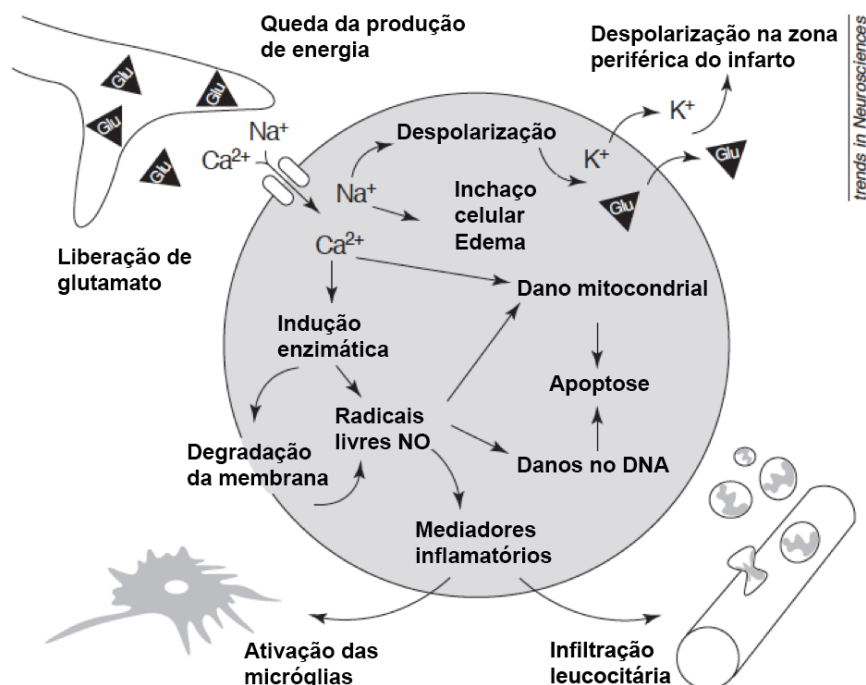 Queda da produção
de energia
Despolarização na zona
periférica do infarto
trends in Neurosciences
Glu
Glu
Glu
Glu
Na⁺
Ca²⁺
Liberação de
glutamato
Despolarização
K⁺
K⁺
Glu
Glu
Na⁺
Inchaço
celular
Edema
Ca²⁺
Dano mitocondrial
Indução
enzimática
Apoptose
Radicais
livres NO
Degradação
da membrana
Danos no DNA
Mediadores
inflamatórios
Ativação das
micróglias
Infiltração
leucocitária